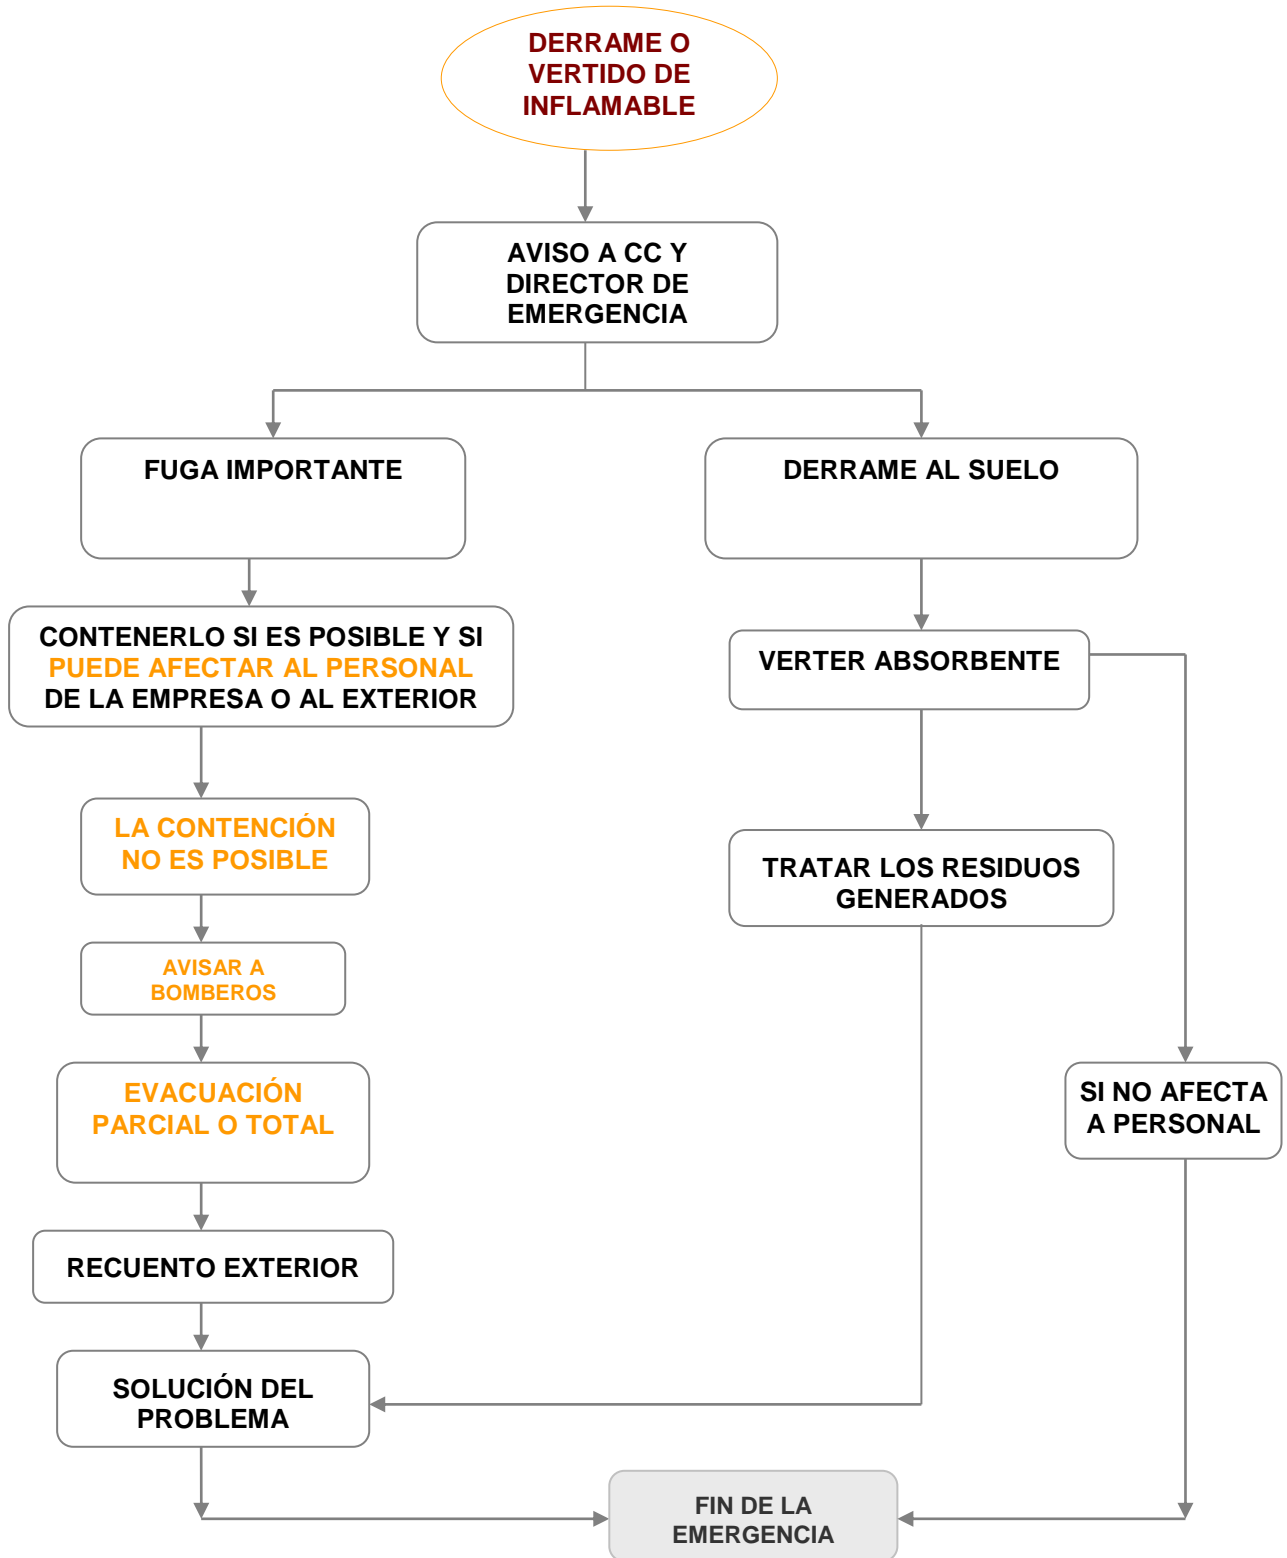 DERRAME O
VERTIDO DE
INFLAMABLE
AVISO A CC Y
DIRECTOR DE
EMERGENCIA
FUGA IMPORTANTE
DERRAME AL SUELO
CONTENERLO SI ES POSIBLE Y SI
PUEDE AFECTAR AL PERSONAL
DE LA EMPRESA O AL EXTERIOR
VERTER ABSORBENTE
LA CONTENCIÓN
NO ES POSIBLE
TRATAR LOS RESIDUOS
GENERADOS
AVISAR A
BOMBEROS
EVACUACIÓN
PARCIAL O TOTAL
SI NO AFECTA
A PERSONAL
RECUENTO EXTERIOR
SOLUCIÓN DEL
PROBLEMA
FIN DE LA
EMERGENCIA